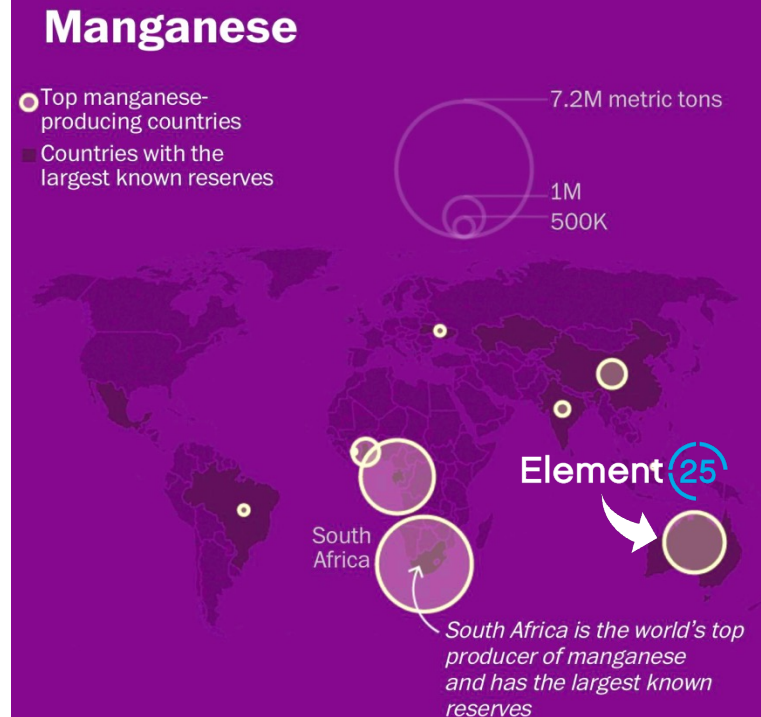 Manganese
Top manganese-
producing countries
Countries with the
largest known reserves
7.2M metric tons
1M
500K
Element 25
South
Africa
South Africa is the world's top
producer of manganese
and has the largest known
reserves